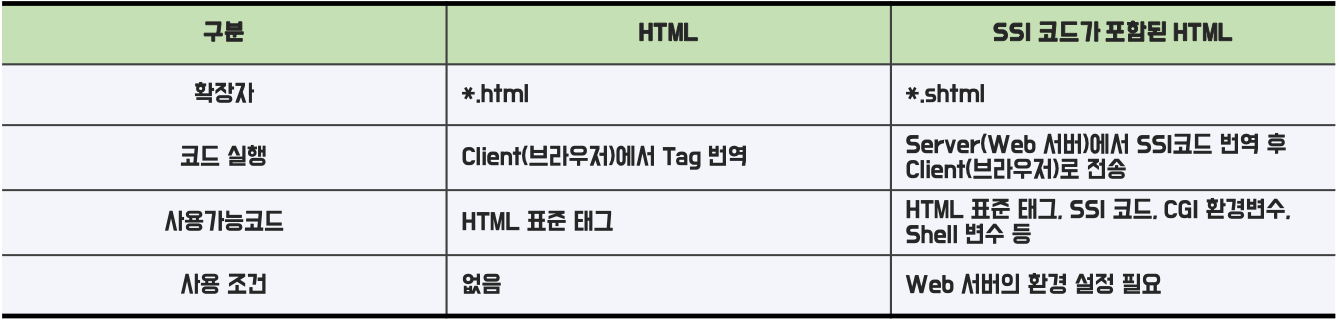 구분 HTML SSI 코드가 포함된 HTML
확장자 *.html *.shtml
코드 실행 Client(브라우저)에서 Tag 번역 Server(Web 서버)에서 SSI코드 번역 후
Client(브라우저)로 전송
사용가능코드 HTML 표준 태그 HTML 표준 태그, SSI 코드, CGI 환경변수,
Shell 변수 등
사용 조건 없음 Web 서버의 환경 설정 필요